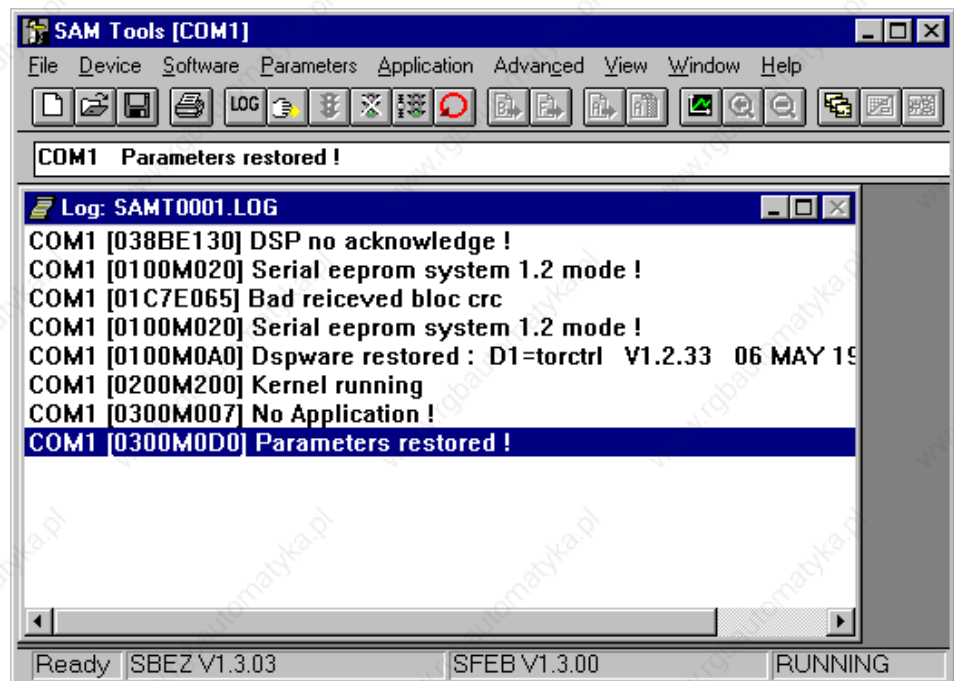 SAM Tools [COM1]
File Device Software Parameters Application Advanced View Window Help
LOG
COM1 Parameters restored !
Log: SAMT0001.LOG
COM1 [038BE130] DSP no acknowledge !
COM1 [0100M020] Serial eeprom system 1.2 mode !
COM1 [01C7E065] Bad reiceved bloc crc
COM1 [0100M020] Serial eeprom system 1.2 mode !
COM1 [0100M0A0] Dspware restored : D1=torctrl V1.2.33 06 MAY 19
COM1 [0200M200] Kernel running
COM1 [0300M007] No Application !
COM1 [0300M0D0] Parameters restored !
Ready SBEZ V1.3.03 SFEB V1.3.00 RUNNING